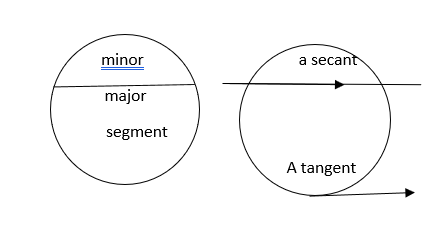 minor
major
segment
a secant
A tangent